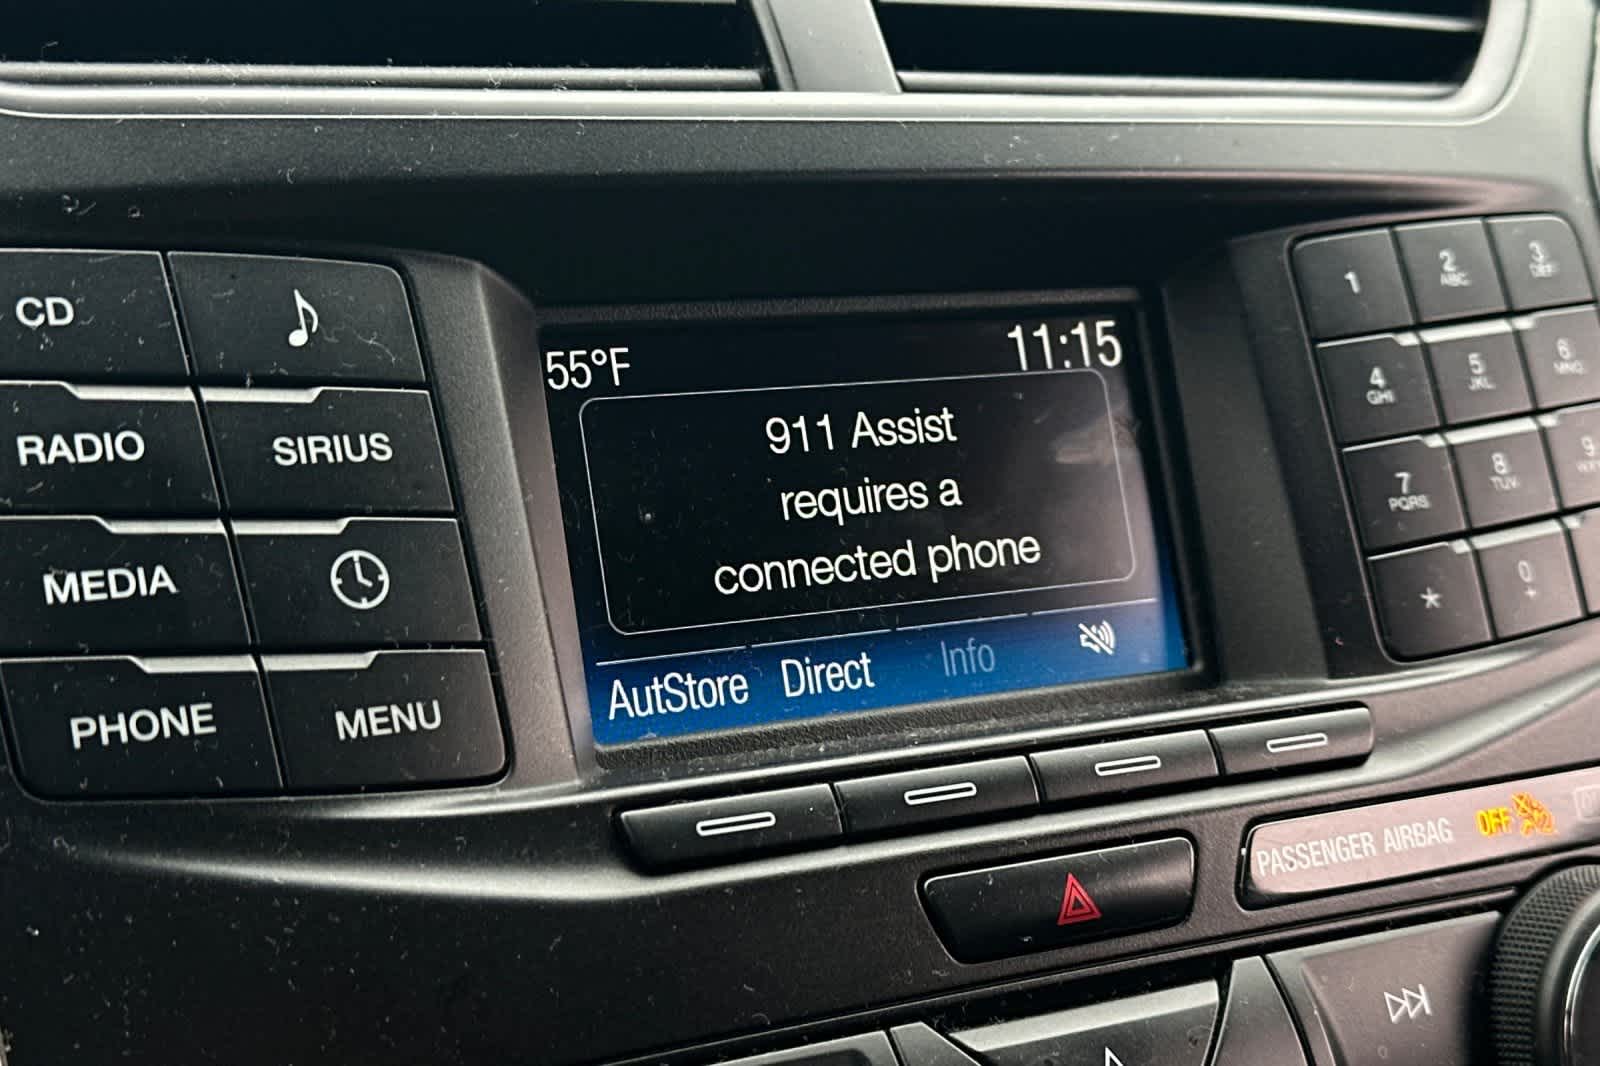 CD
RADIO
SIRIUS
MEDIA
PHONE
MENU
55°F
11:15
911 Assist
requires a
connected phone
AutStore
Direct
Info
1
2
ABC
3
DEF
4
GHI
5
JKL
6
MNO
7
PQRS
8
TUV
9
*
0
+
PASSENGER AIRBAG
OFF